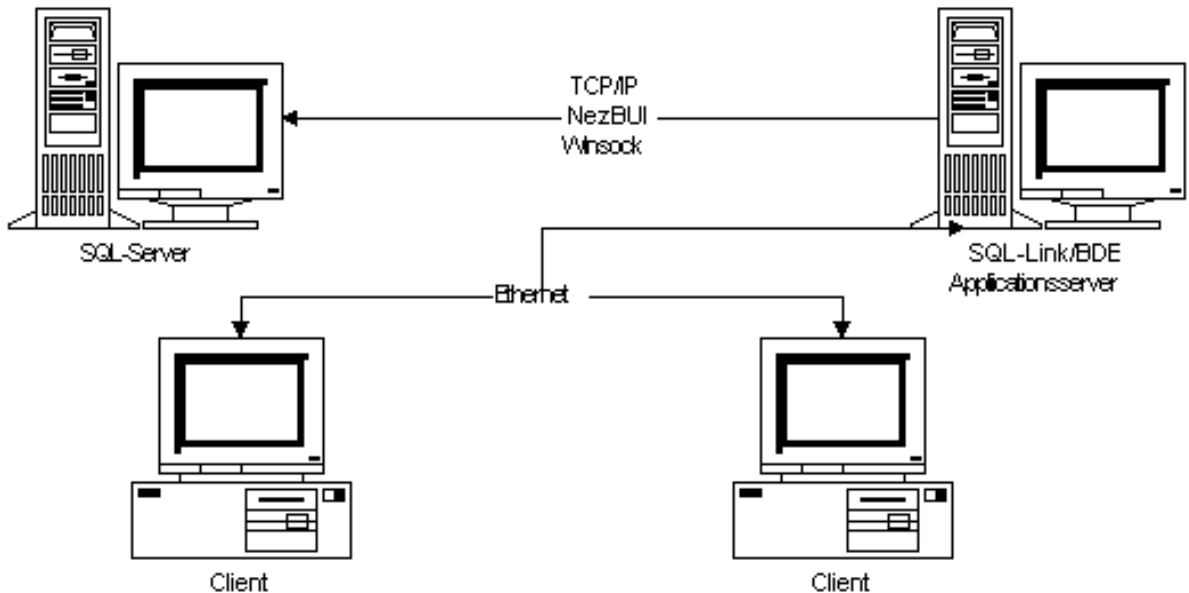 TCP/IP
NezBUI
Winsock
SQL-Server
SQL-Link/BDE
Applicationsserver
Ethernet
Client
Client